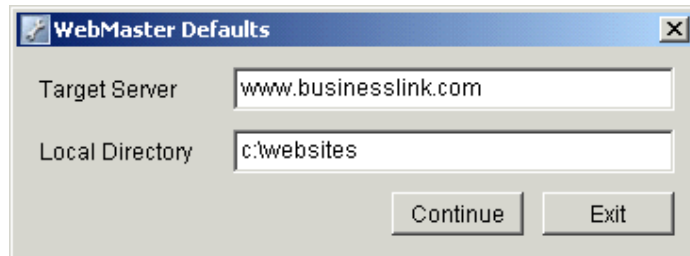 WebMaster Defaults
Target Server www.businesslink.com
Local Directory c:\websites
Continue Exit